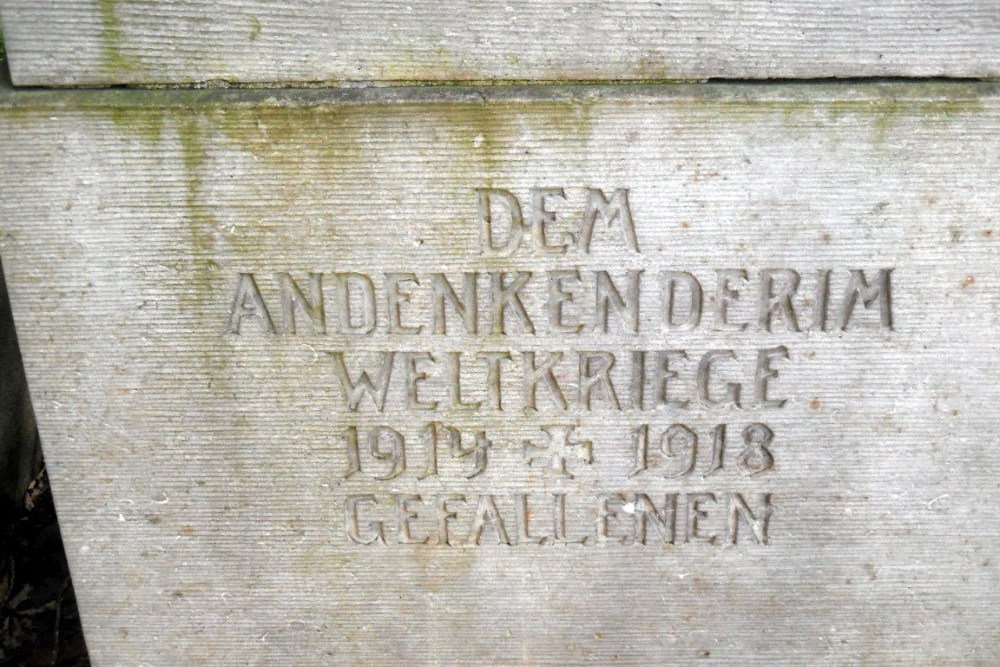 DEM
ANDENKEN DER IM
WELTKRIEGE
1914 ✠ 1918
GEFALLENEN